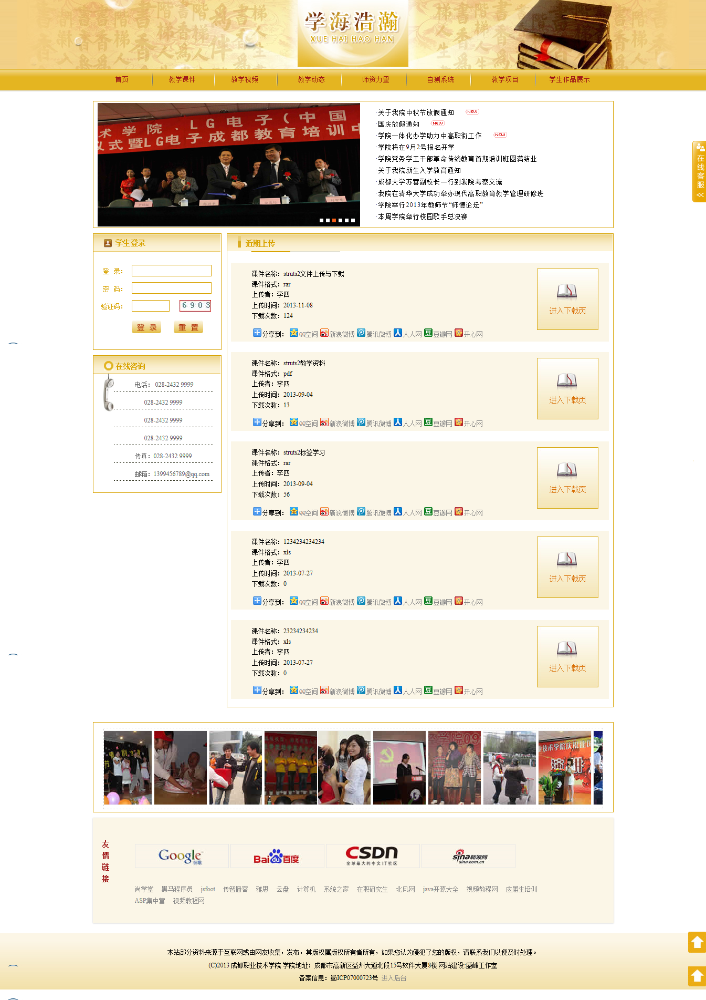 学海浩瀚
XUE HAI HAO HAN
首页 教学课件 教学视频 教学动态 师资力量 自测系统 教学项目 学生作品展示
术学院、LG电子(中国
仪式暨LG电子成都教育培训中
·关于我院中秋节放假通知 NEW
·国庆放假通知 NEW
·学院一体化办学助力中高职衔工作 NEW
·学院将在9月2号报名开学
·学院党务学工干部革命传统教育首期培训班圆满结业
·关于我院新生入学教育通知
·成都大学苏蓉副校长一行到我院考察交流
·我院在清华大学成功举办现代高职教育教学管理研修班
·学院举行2013年教师节“师德论坛”
·本周学院举行校园歌手总决赛
在线客服
<<
学生登录
登 录：
密 码：
验证码： 6903
登 录 重 置
在线咨询
电话： 028-2432 9999
028-2432 9999
028-2432 9999
028-2432 9999
传真：028-2432 9999
邮箱：1399456789@qq.com
近期上传
课件名称：struts2文件上传与下载
课件格式：rar
上传者：李四
上传时间：2013-11-08
下载次数：124
进入下载页
分享到： QQ空间 新浪微博 腾讯微博 人人网 豆瓣网 开心网
课件名称：struts2教学资料
课件格式：pdf
上传者：李四
上传时间：2013-09-04
下载次数：13
进入下载页
分享到： QQ空间 新浪微博 腾讯微博 人人网 豆瓣网 开心网
课件名称：struts2标签学习
课件格式：rar
上传者：李四
上传时间：2013-09-04
下载次数：56
进入下载页
分享到： QQ空间 新浪微博 腾讯微博 人人网 豆瓣网 开心网
课件名称：1234234234234
课件格式：xls
上传者：李四
上传时间：2013-07-27
下载次数：0
进入下载页
分享到： QQ空间 新浪微博 腾讯微博 人人网 豆瓣网 开心网
课件名称：23234234234
课件格式：xls
上传者：李四
上传时间：2013-07-27
下载次数：0
进入下载页
分享到： QQ空间 新浪微博 腾讯微博 人人网 豆瓣网 开心网
友情链接
Google 谷歌
Bai du 百度
CSDN
全球最大的中文IT社区
sina新浪网
sina.com.cn
尚学堂 黑马程序员 jsfoot 传智播客 雅思 云盘 计算机 系统之家 在职研究生 北风网 java开源大全 视频教程网 应届生培训
ASP集中营 视频教程网
本站部分资料来源于互联网或由网友收集，发布，其版权属版权所有者所有，如果您认为侵犯了您的版权，请联系我们以便及时处理。
(C)2013 成都职业技术学院 学院地址：成都市高新区益州大道北段15号软件大厦8楼 网站建设:盛峰工作室
备案信息：蜀ICP07000723号 进入后台